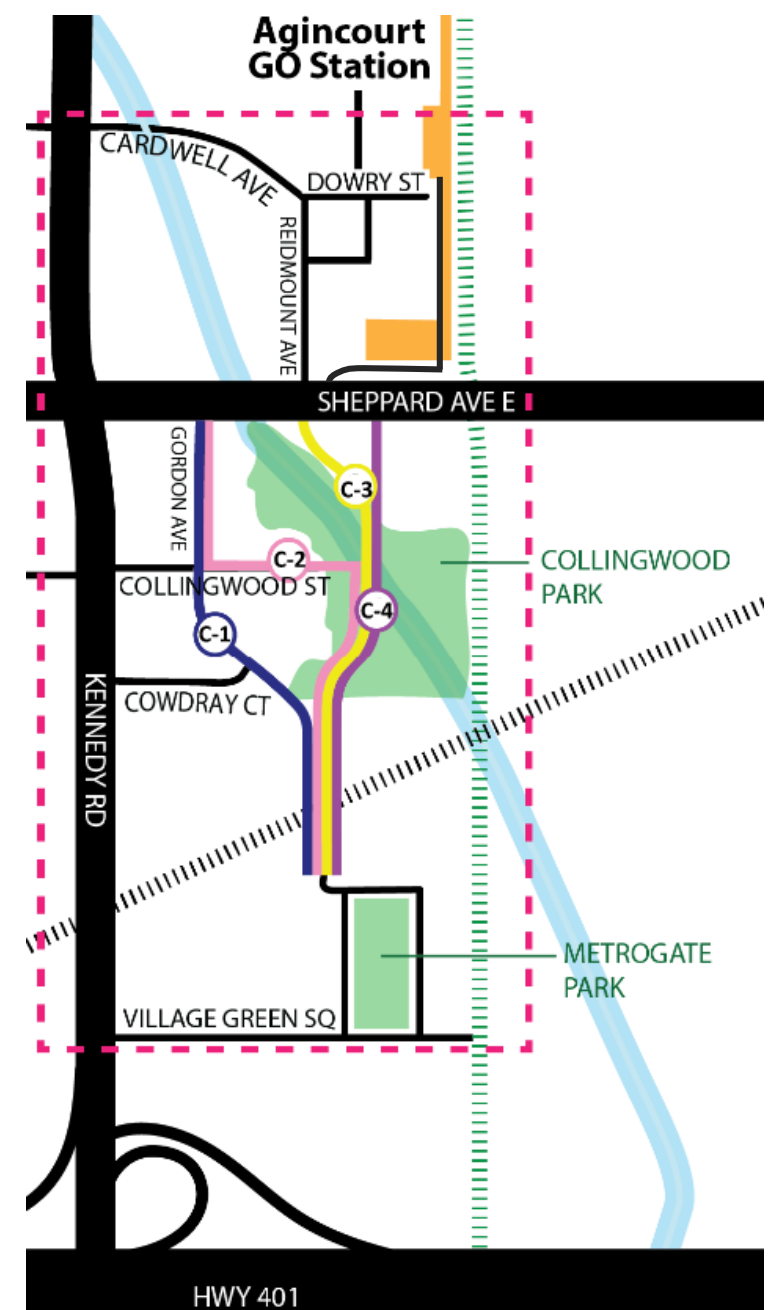 Agincourt
GO Station
CARDWELL AVE
DOWRY ST
REIDMOUNT AVE
SHEPPARD AVE E
GORDON AVE
C-3
C-2
COLLINGWOOD
PARK
COLLINGWOOD ST
C-4
C-1
KENNEDY RD
COWDRAY CT
METROGATE
PARK
VILLAGE GREEN SQ
HWY 401